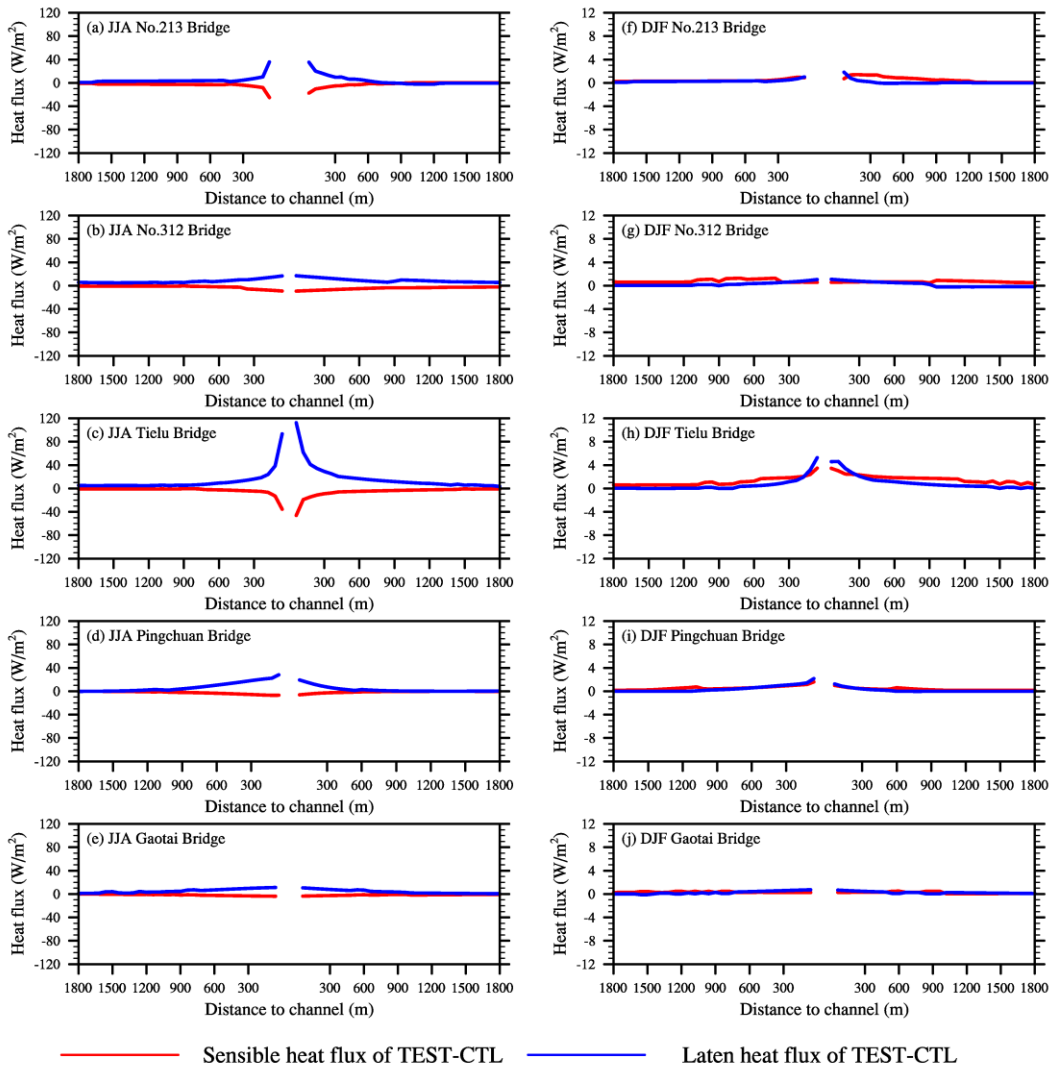 (a) JJA No.213 Bridge
Heat flux (W/m²)
120
80
40
0
-40
-80
-120
1800 1500 1200 900 600 300 300 600 900 1200 1500 1800
Distance to channel (m)
(f) DJF No.213 Bridge
Heat flux (W/m²)
12
8
4
0
-4
-8
-12
1800 1500 1200 900 600 300 300 600 900 1200 1500 1800
Distance to channel (m)
(b) JJA No.312 Bridge
Heat flux (W/m²)
120
80
40
0
-40
-80
-120
1800 1500 1200 900 600 300 300 600 900 1200 1500 1800
Distance to channel (m)
(g) DJF No.312 Bridge
Heat flux (W/m²)
12
8
4
0
-4
-8
-12
1800 1500 1200 900 600 300 300 600 900 1200 1500 1800
Distance to channel (m)
(c) JJA Tielu Bridge
Heat flux (W/m²)
120
80
40
0
-40
-80
-120
1800 1500 1200 900 600 300 300 600 900 1200 1500 1800
Distance to channel (m)
(h) DJF Tielu Bridge
Heat flux (W/m²)
12
8
4
0
-4
-8
-12
1800 1500 1200 900 600 300 300 600 900 1200 1500 1800
Distance to channel (m)
(d) JJA Pingchuan Bridge
Heat flux (W/m²)
120
80
40
0
-40
-80
-120
1800 1500 1200 900 600 300 300 600 900 1200 1500 1800
Distance to channel (m)
(i) DJF Pingchuan Bridge
Heat flux (W/m²)
12
8
4
0
-4
-8
-12
1800 1500 1200 900 600 300 300 600 900 1200 1500 1800
Distance to channel (m)
(e) JJA Gaotai Bridge
Heat flux (W/m²)
120
80
40
0
-40
-80
-120
1800 1500 1200 900 600 300 300 600 900 1200 1500 1800
Distance to channel (m)
(j) DJF Gaotai Bridge
Heat flux (W/m²)
12
8
4
0
-4
-8
-12
1800 1500 1200 900 600 300 300 600 900 1200 1500 1800
Distance to channel (m)
Sensible heat flux of TEST-CTL
Laten heat flux of TEST-CTL